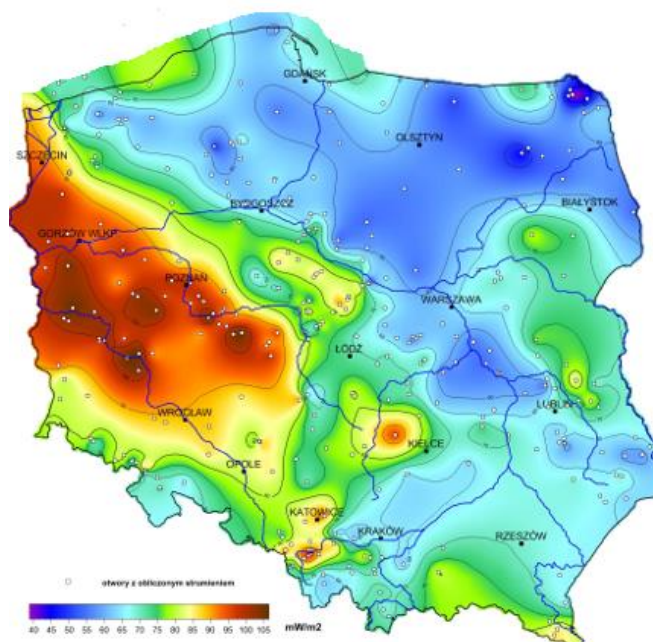 GDAŃSK
OLSZTYN
SZCZECIN
BYDGOSZCZ
BIAŁYSTOK
GORZÓW WLKP
POZNAŃ
WARSZAWA
ŁÓDŹ
WROCŁAW
LUBLIN
KIELCE
OPOLE
KATOWICE
KRAKÓW
RZESZÓW
otwory z obliczonym strumieniem
40 45 50 55 60 65 70 75 80 85 90 95 100 105 mW/m2